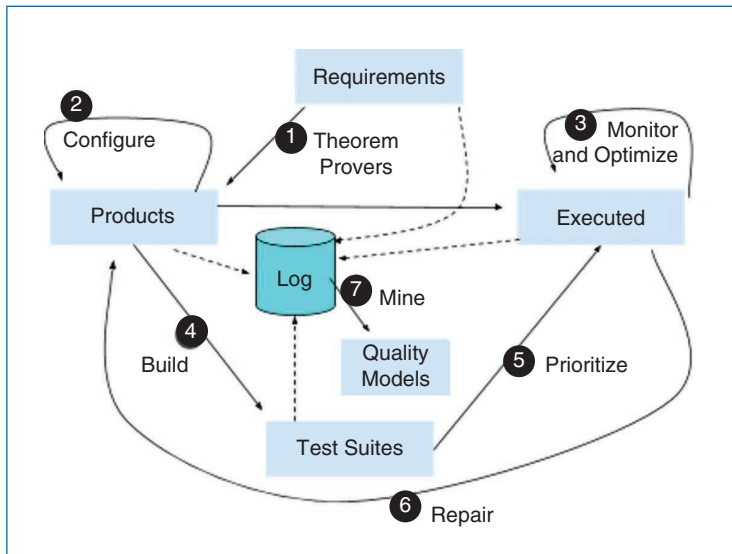 Requirements
2
Configure
1 Theorem
Provers
3 Monitor
and Optimize
Products
Executed
Log
7 Mine
4
Build
Quality
Models
5 Prioritize
Test Suites
6 Repair